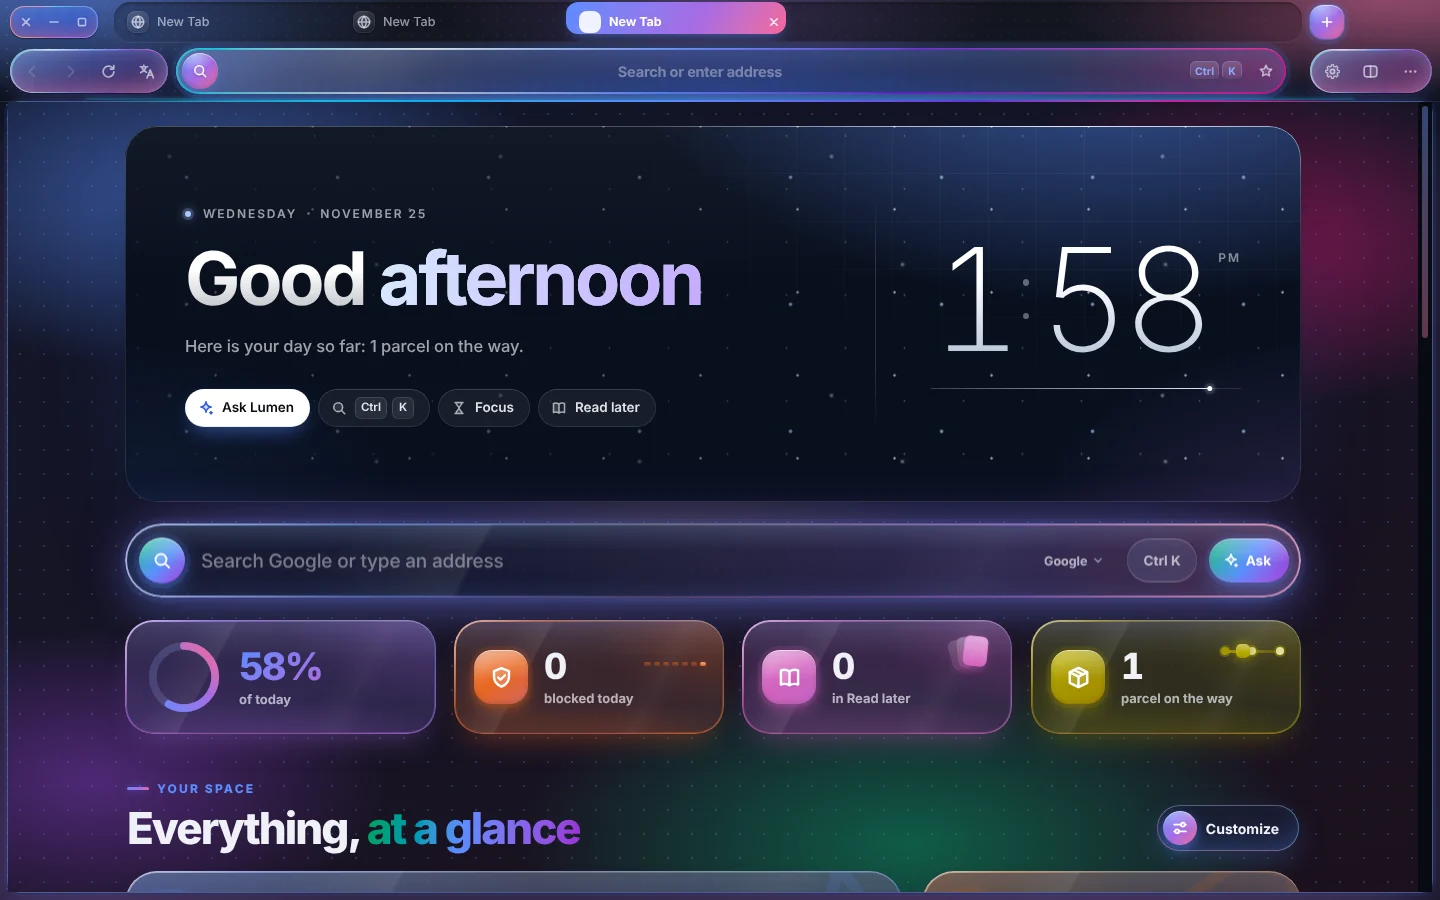 New Tab
New Tab
New Tab
Search or enter address
Ctrl K
WEDNESDAY · NOVEMBER 25
Good afternoon
1:58 PM
Here is your day so far: 1 parcel on the way.
Ask Lumen
Ctrl K
Focus
Read later
Search Google or type an address
Google
Ctrl K
Ask
58%
of today
0
blocked today
0
in Read later
1
parcel on the way
YOUR SPACE
Everything, at a glance
Customize